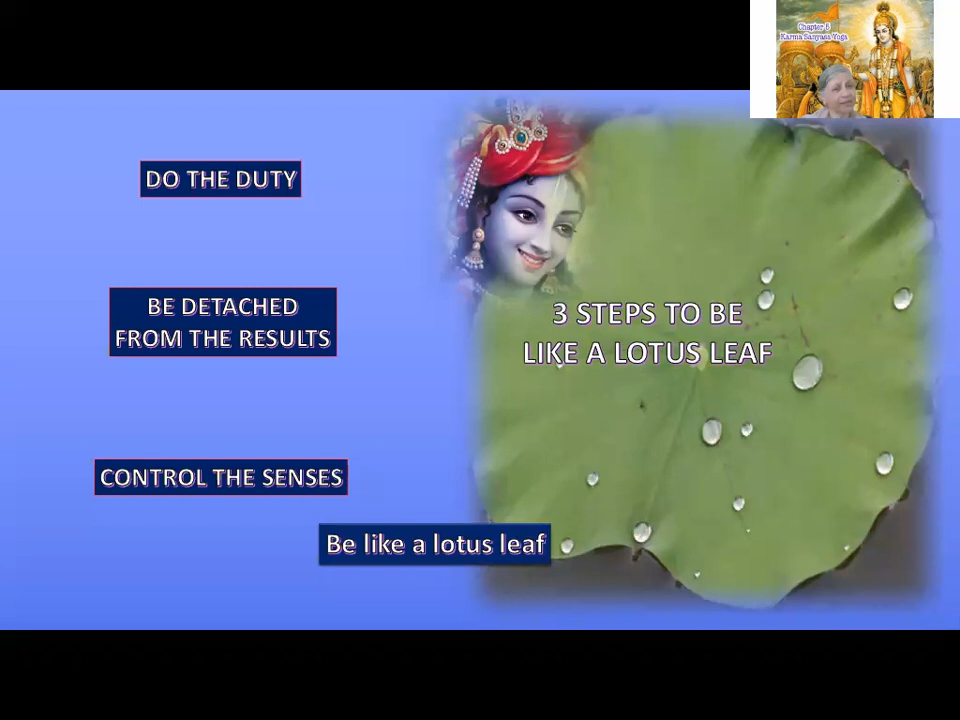 Chapter 5
Karma Sanyasa Yoga
DO THE DUTY
BE DETACHED
FROM THE RESULTS
3 STEPS TO BE
LIKE A LOTUS LEAF
CONTROL THE SENSES
Be like a lotus leaf